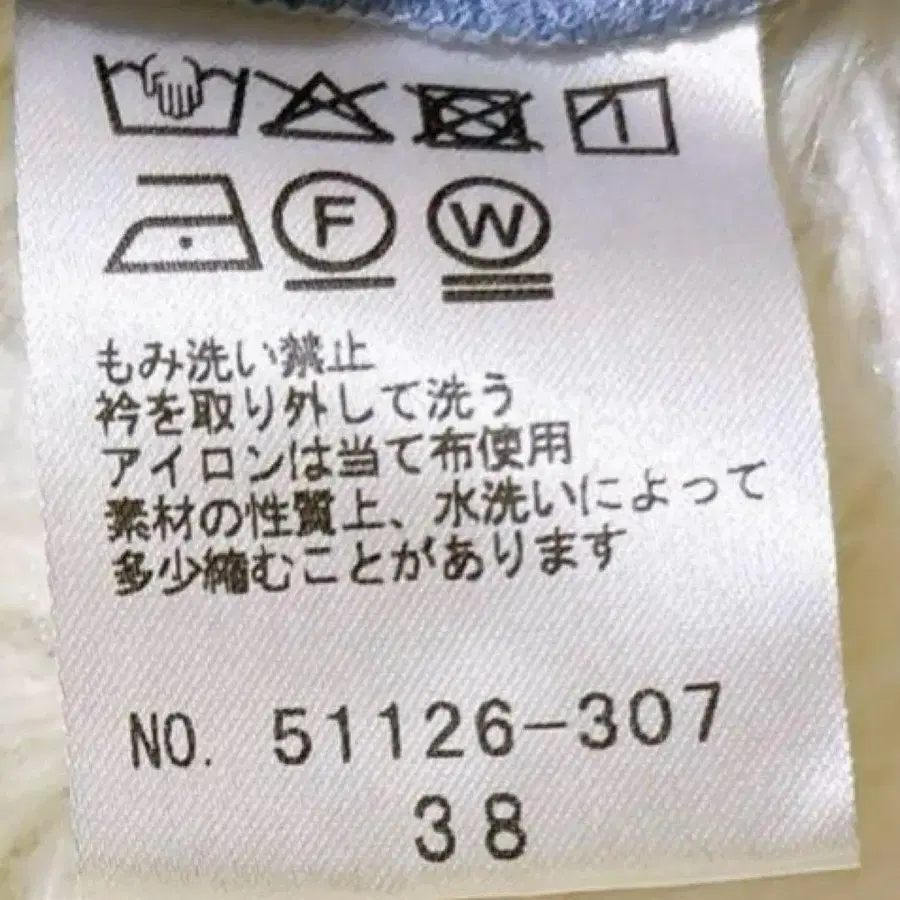 F W
もみ洗い禁止
衿を取り外して洗う
アイロンは当て布使用
素材の性質上、水洗いによって
多少縮むことがあります
NO. 51126-307
38